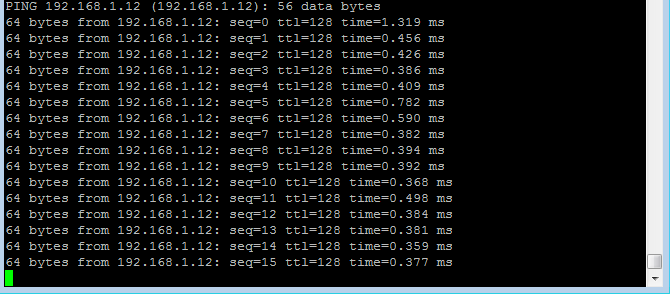 PING 192.168.1.12 (192.168.1.12): 56 data bytes
64 bytes from 192.168.1.12: seq=0 ttl=128 time=1.319 ms
64 bytes from 192.168.1.12: seq=1 ttl=128 time=0.456 ms
64 bytes from 192.168.1.12: seq=2 ttl=128 time=0.426 ms
64 bytes from 192.168.1.12: seq=3 ttl=128 time=0.386 ms
64 bytes from 192.168.1.12: seq=4 ttl=128 time=0.409 ms
64 bytes from 192.168.1.12: seq=5 ttl=128 time=0.782 ms
64 bytes from 192.168.1.12: seq=6 ttl=128 time=0.590 ms
64 bytes from 192.168.1.12: seq=7 ttl=128 time=0.382 ms
64 bytes from 192.168.1.12: seq=8 ttl=128 time=0.394 ms
64 bytes from 192.168.1.12: seq=9 ttl=128 time=0.392 ms
64 bytes from 192.168.1.12: seq=10 ttl=128 time=0.368 ms
64 bytes from 192.168.1.12: seq=11 ttl=128 time=0.498 ms
64 bytes from 192.168.1.12: seq=12 ttl=128 time=0.384 ms
64 bytes from 192.168.1.12: seq=13 ttl=128 time=0.381 ms
64 bytes from 192.168.1.12: seq=14 ttl=128 time=0.359 ms
64 bytes from 192.168.1.12: seq=15 ttl=128 time=0.377 ms